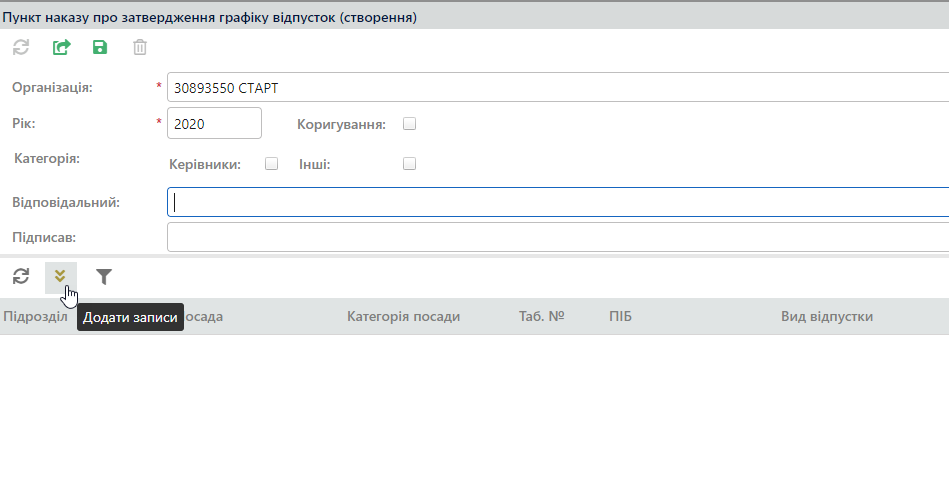 Пункт наказу про затвердження графіку відпусток (створення)
Організація: * 30893550 СТАРТ
Рік: * 2020 Коригування:
Категорія: Керівники: Інші:
Відповідальний:
Підписав:
Підрозділ осада Категорія посади Таб. № ПІБ Вид відпустки
Додати записи